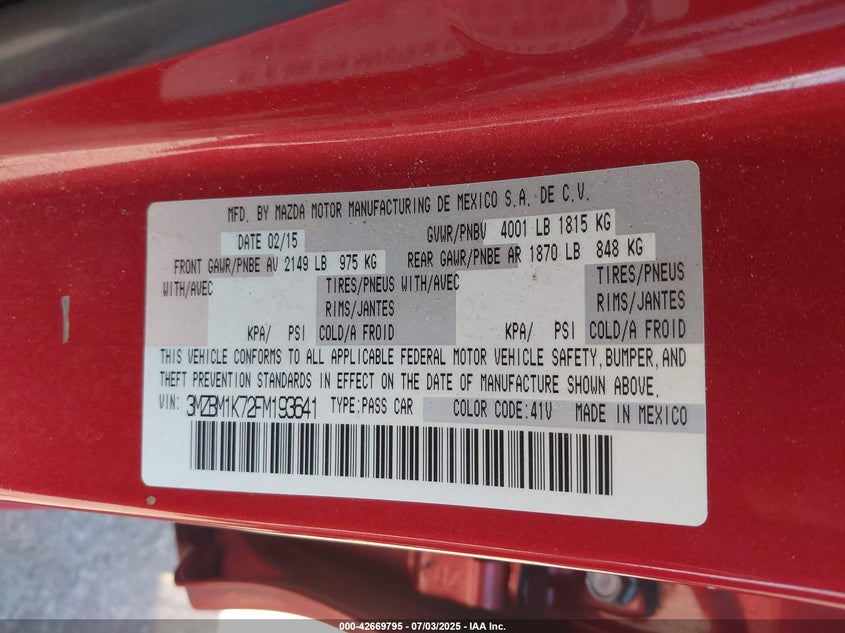 MFD. BY MAZDA MOTOR MANUFACTURING DE MEXICO S.A. DE C.V.
DATE 02/15 GVWR/PNBV 4001 LB 1815 KG
FRONT GAWR/PNBE AV 2149 LB 975 KG REAR GAWR/PNBE AR 1870 LB 848 KG
WITH/AVEC TIRES/PNEUS WITH/AVEC TIRES/PNEUS
RIMS/JANTES RIMS/JANTES
KPA/ PSI COLD/A FROID KPA/ PSI COLD/A FROID
THIS VEHICLE CONFORMS TO ALL APPLICABLE FEDERAL MOTOR VEHICLE SAFETY, BUMPER, AND
THEFT PREVENTION STANDARDS IN EFFECT ON THE DATE OF MANUFACTURE SHOWN ABOVE.
VIN: 3MZBM1K72FM193641 TYPE:PASS CAR COLOR CODE:41V MADE IN MEXICO
000-42669795 - 07/03/2025 - IAA Inc.